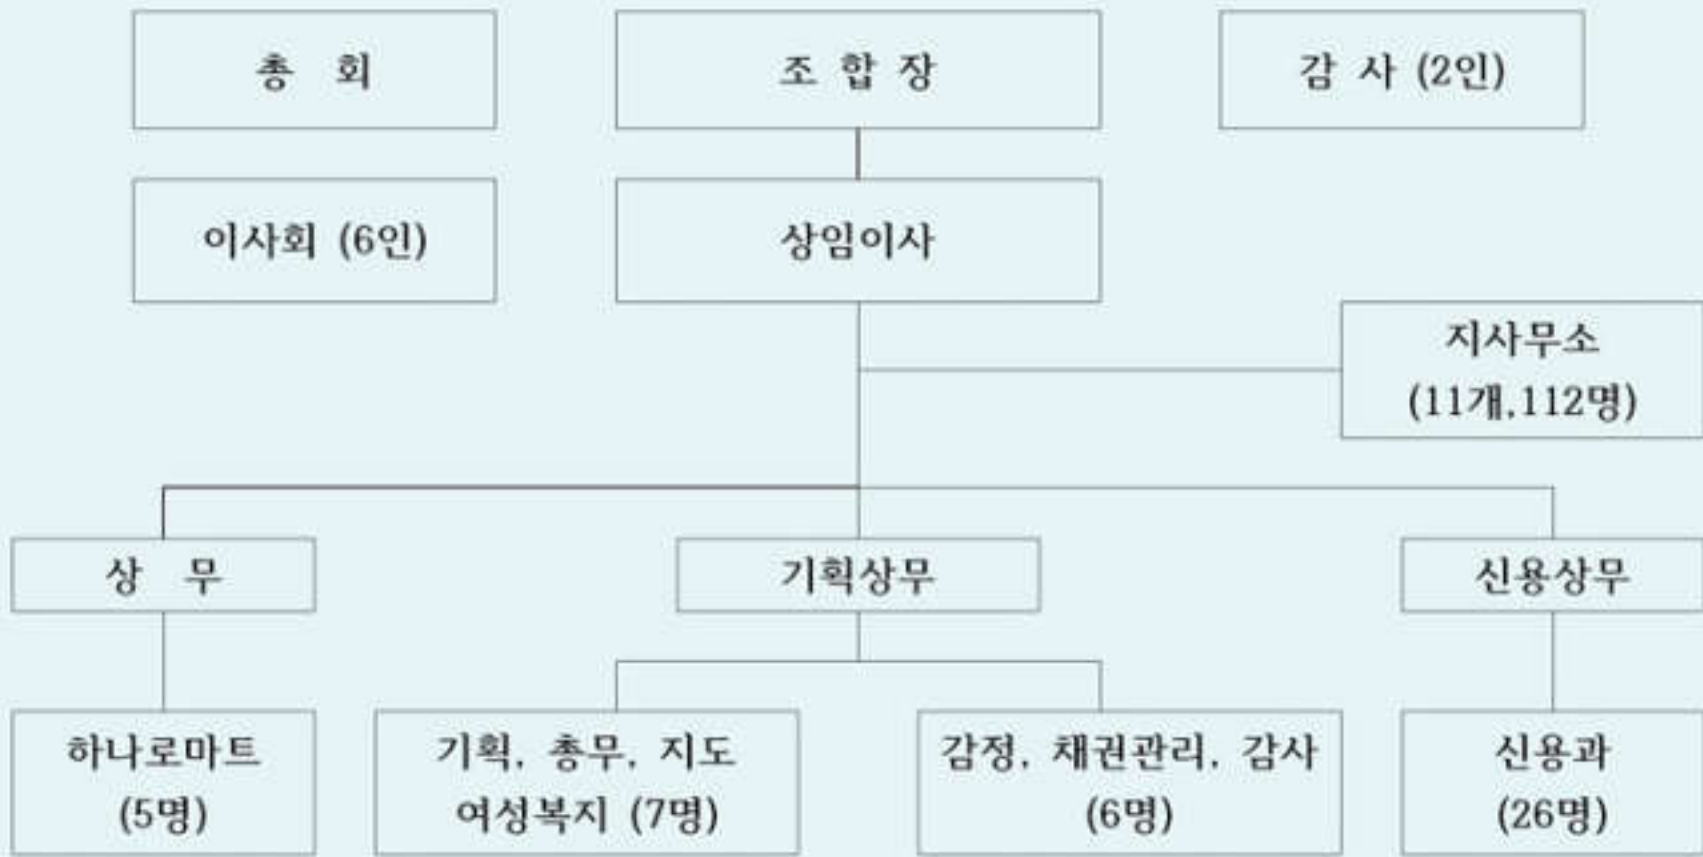 총 회
조 합 장
감 사 (2인)
이사회 (6인)
상임이사
지사무소
(11개,112명)
상 무
기획상무
신용상무
하나로마트
(5명)
기획, 총무, 지도
여성복지 (7명)
감정, 채권관리, 감사
(6명)
신용과
(26명)